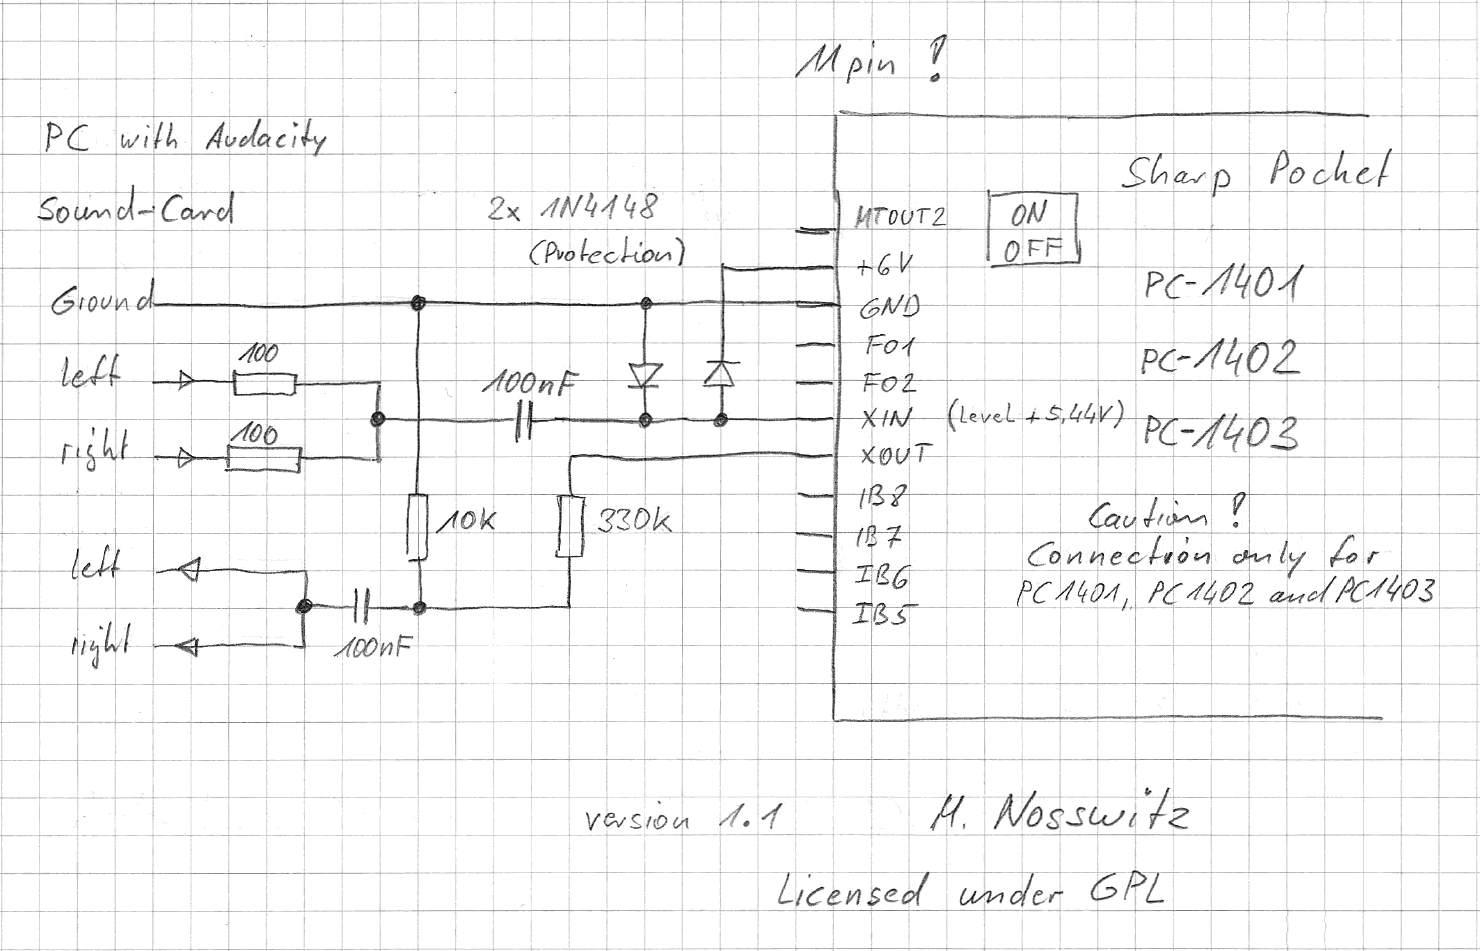 11pin !
PC with Audacity
Sharp Pocket
Sound-Card
2x 1N4148
(Protection)
MTOUT2
ON
OFF
+6V
Ground
GND
PC-1401
FO1
left
100
100nF
FO2
PC-1402
XIN (Level +5,44V)
PC-1403
right
100
XOUT
IB8
10k
330k
IB7
Caution !
Connection only for
PC1401, PC1402 and PC1403
left
IB6
IB5
right
100nF
version 1.1
M. Nosswitz
Licensed under GPL